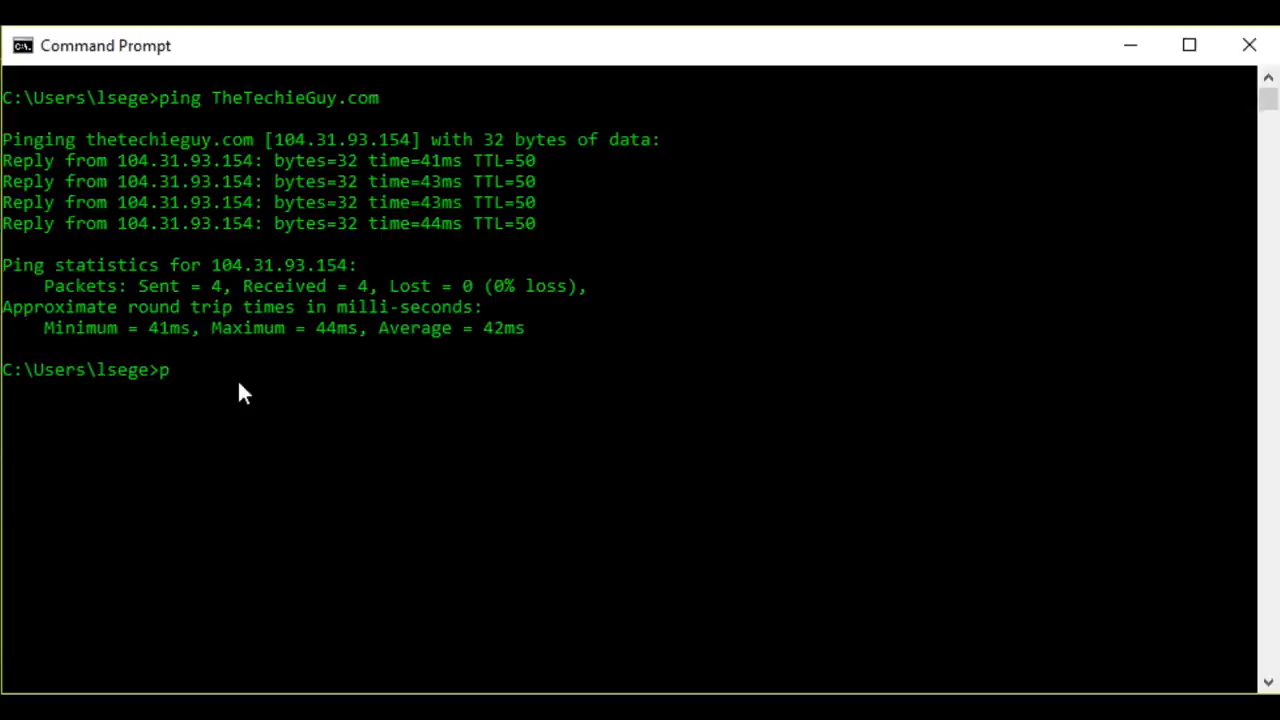 Command Prompt
C:\Users\lsege>ping TheTechieGuy.com
Pinging thetechieguy.com [104.31.93.154] with 32 bytes of data:
Reply from 104.31.93.154: bytes=32 time=41ms TTL=50
Reply from 104.31.93.154: bytes=32 time=43ms TTL=50
Reply from 104.31.93.154: bytes=32 time=43ms TTL=50
Reply from 104.31.93.154: bytes=32 time=44ms TTL=50
Ping statistics for 104.31.93.154:
    Packets: Sent = 4, Received = 4, Lost = 0 (0% loss),
Approximate round trip times in milli-seconds:
    Minimum = 41ms, Maximum = 44ms, Average = 42ms
C:\Users\lsege>p